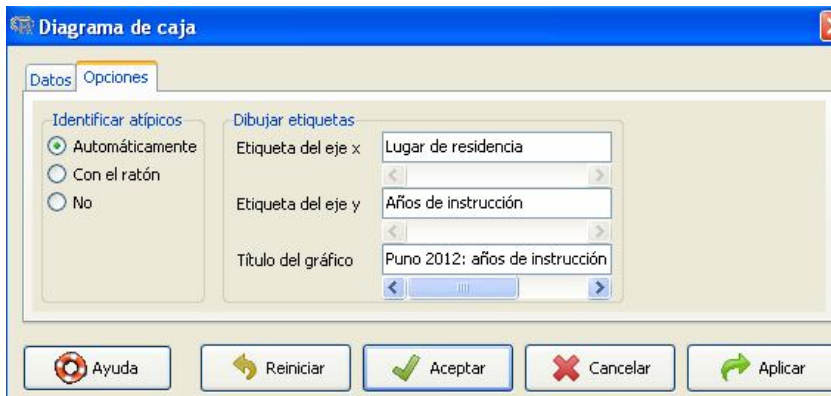 Diagrama de caja
Datos Opciones
Identificar atípicos
Automáticamente
Con el ratón
No
Dibujar etiquetas
Etiqueta del eje x Lugar de residencia
Etiqueta del eje y Años de instrucción
Título del gráfico Puno 2012: años de instrucción
Ayuda Reiniciar Aceptar Cancelar Aplicar